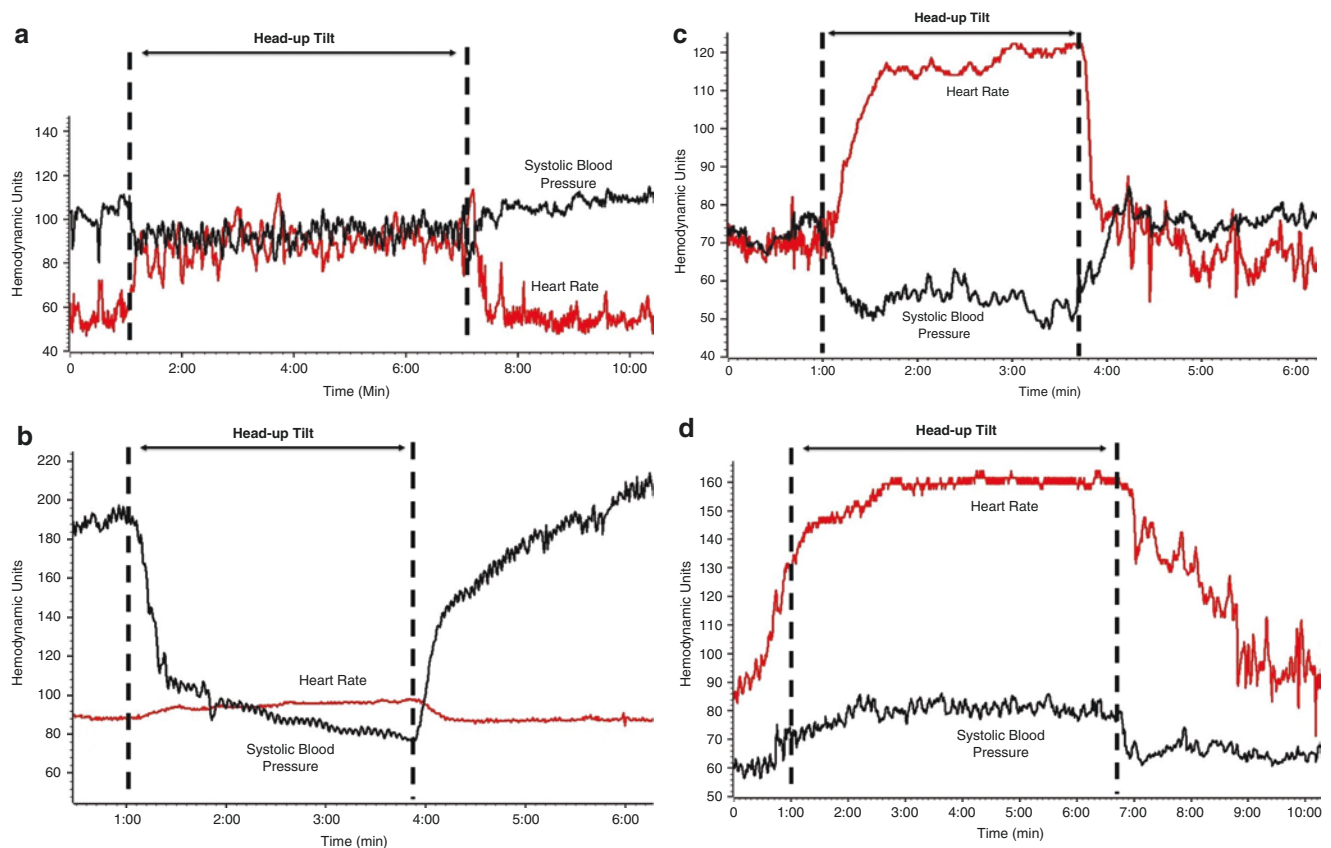 a
Head-up Tilt
Hemodynamic Units
140
120
100
80
60
40
Systolic Blood
Pressure
Heart Rate
2:00
4:00
6:00
8:00
10:00
Time (Min)
b
Head-up Tilt
Hemodynamic Units
220
200
180
160
140
120
100
80
60
Heart Rate
Systolic Blood
Pressure
1:00
2:00
3:00
4:00
5:00
6:00
Time (min)
c
Head-up Tilt
Hemodynamic Units
120
110
100
90
80
70
60
50
40
Heart Rate
Systolic Blood
Pressure
0
1:00
2:00
3:00
4:00
5:00
6:00
Time (min)
d
Head-up Tilt
Hemodynamic Units
160
150
140
130
120
110
100
90
80
70
60
50
Heart Rate
Systolic Blood
Pressure
0
1:00
2:00
3:00
4:00
5:00
6:00
7:00
8:00
9:00
10:00
Time (min)